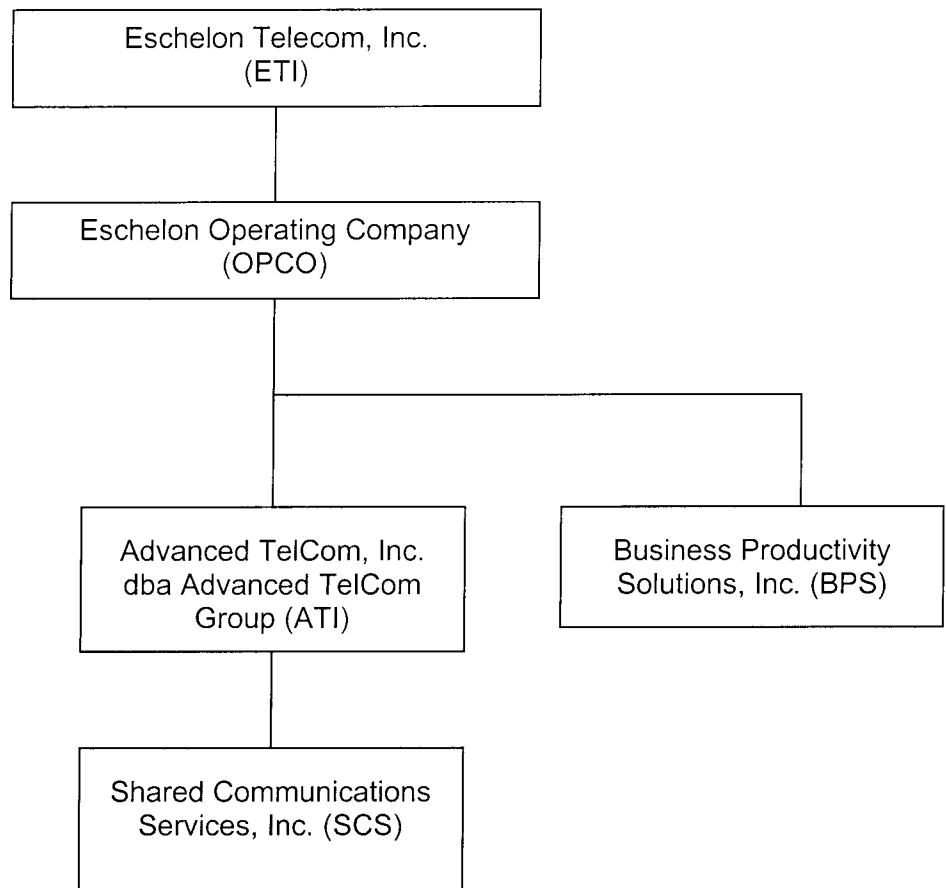 Eschelon Telecom, Inc.
(ETI)
Eschelon Operating Company
(OPCO)
Advanced TelCom, Inc.
dba Advanced TelCom
Group (ATI)
Business Productivity
Solutions, Inc. (BPS)
Shared Communications
Services, Inc. (SCS)